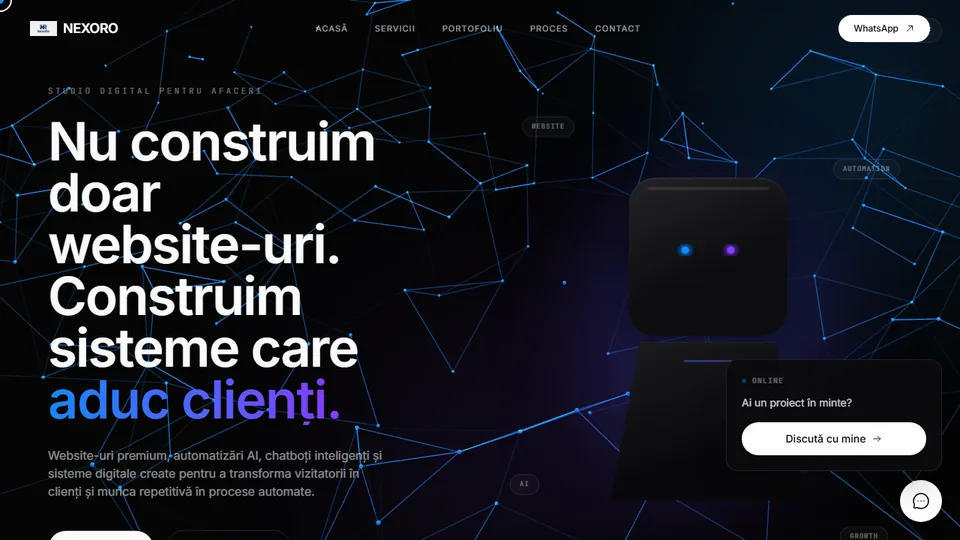 NEXORO
ACASĂ
SERVICII
PORTOFOLIU
PROCES
CONTACT
WhatsApp
STUDIO DIGITAL PENTRU AFACERI
Nu construim
doar
website-uri.
Construim
sisteme care
aduc clienți.
Website-uri premium, automatizări AI, chatboți inteligenți și
sisteme digitale create pentru a transforma vizitatorii în
clienți și munca repetitivă în procese automate.
WEBSITE
AUTOMATION
ONLINE
Ai un proiect în minte?
Discută cu mine →
AI
GROWTH